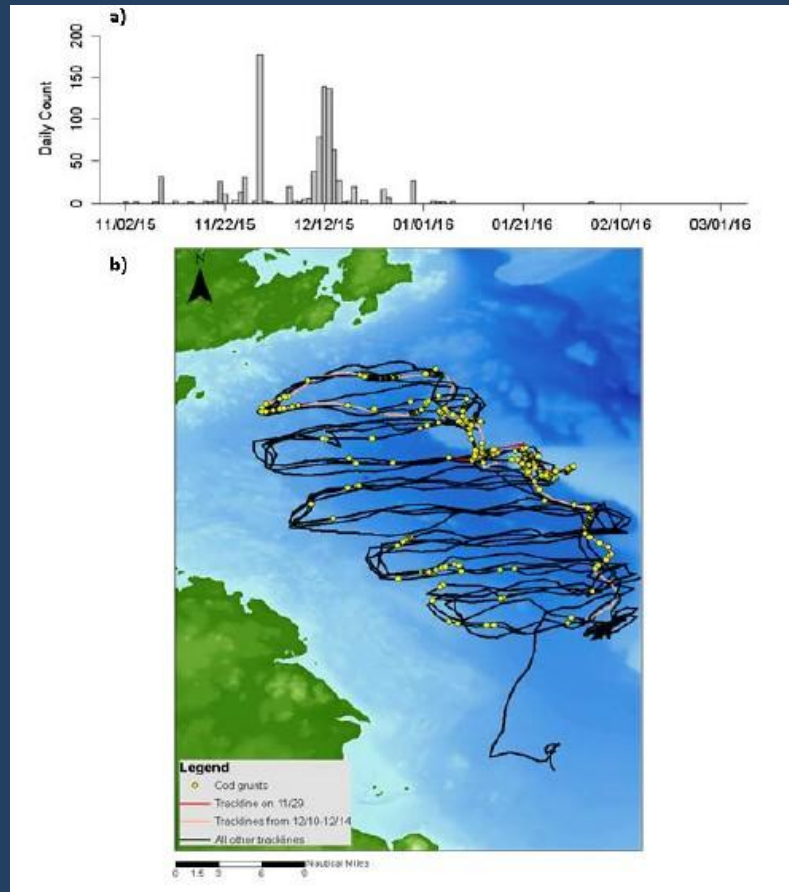 a)
Daily Count
200
150
100
50
0
11/02/15 11/22/15 12/12/15 01/01/16 01/21/16 02/10/16 03/01/16
b)
N
Legend
Cod grunts
Trackline on 11/29
Tracklines from 12/10-12/14
All other tracklines
Nautical Miles
0 1.5 3 6 9